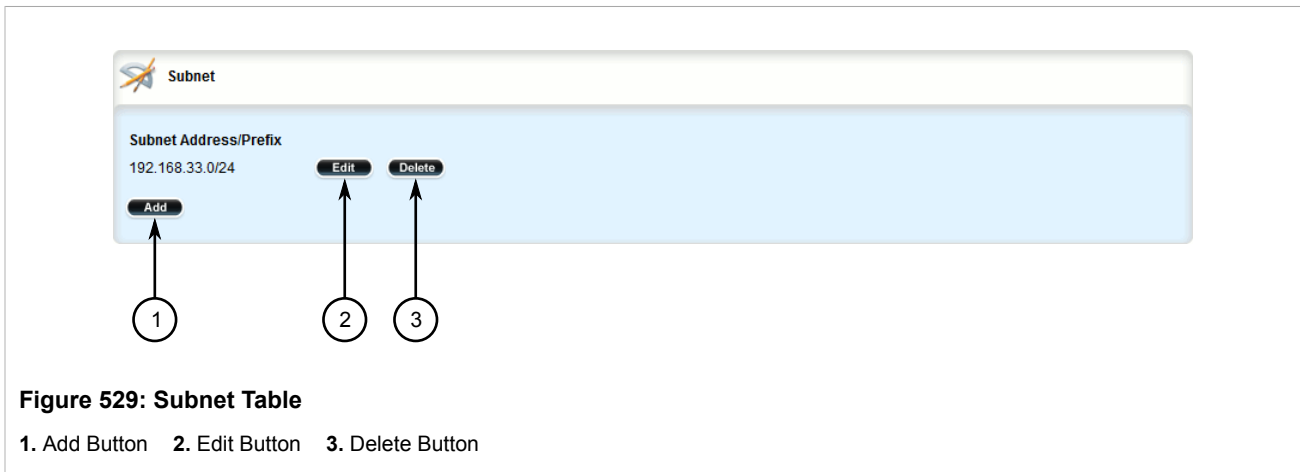 Subnet
Subnet Address/Prefix
192.168.33.0/24 Edit Delete
Add
1 2 3
Figure 529: Subnet Table
1. Add Button 2. Edit Button 3. Delete Button